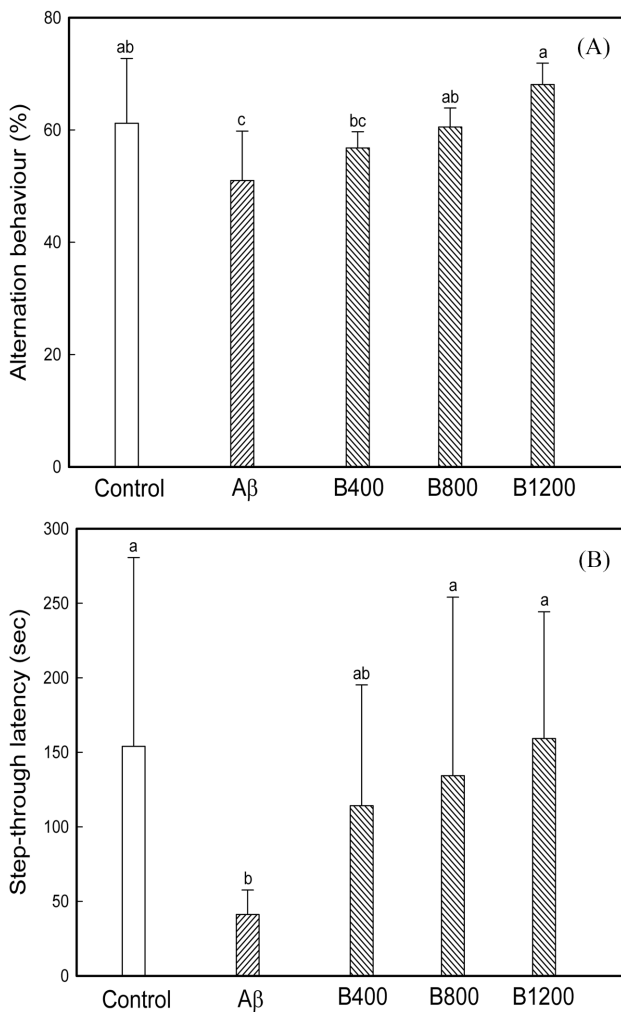 80
60
40
20
0
Alternation behaviour (%)
(A)
ab
c
bc
ab
a
Control
Aβ
B400
B800
B1200
300
250
200
150
100
50
0
Step-through latency (sec)
(B)
a
b
ab
a
a
Control
Aβ
B400
B800
B1200